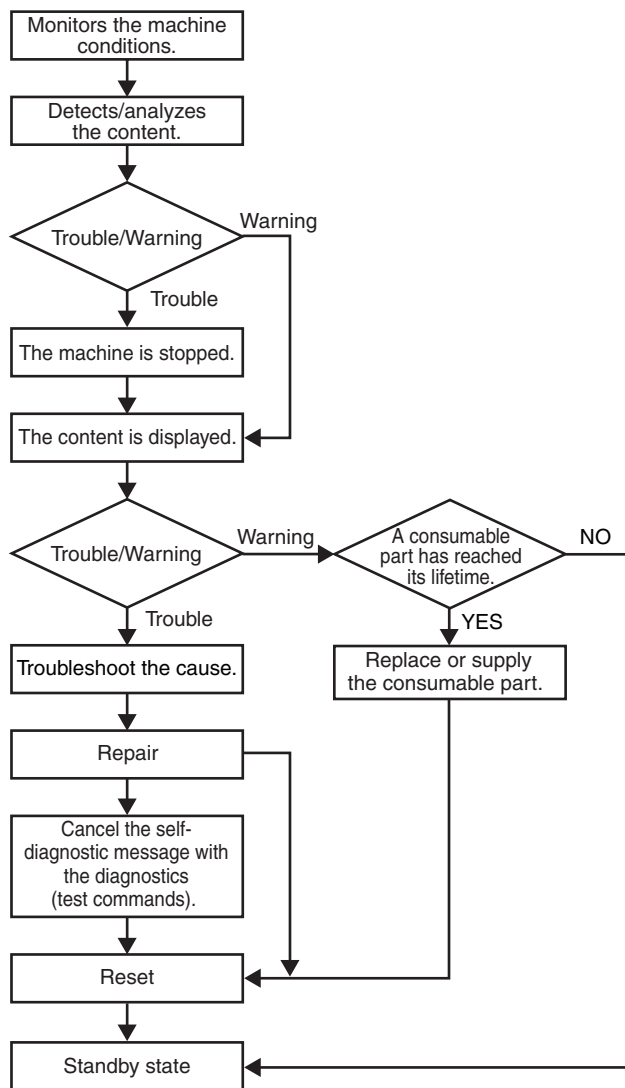 Monitors the machine
conditions.
Detects/analyzes
the content.
Trouble/Warning
Warning
Trouble
The machine is stopped.
The content is displayed.
Trouble/Warning
Warning
A consumable
part has reached
its lifetime.
NO
Trouble
YES
Troubleshoot the cause.
Replace or supply
the consumable part.
Repair
Cancel the self-
diagnostic message with
the diagnostics
(test commands).
Reset
Standby state